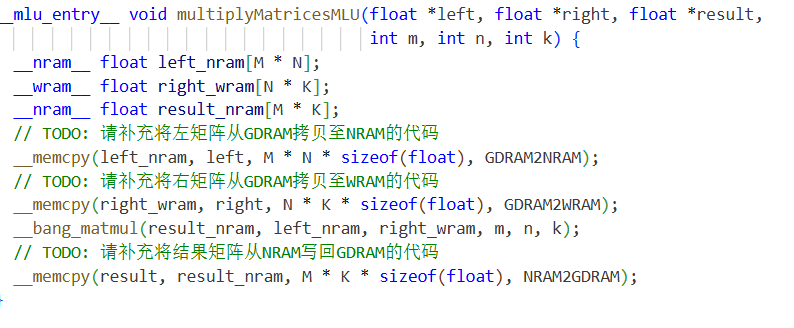 __mlu_entry__ void multiplyMatricesMLU(float *left, float *right, float *result,
int m, int n, int k) {
__nram__ float left_nram[M * N];
__wram__ float right_wram[N * K];
__nram__ float result_nram[M * K];
// TODO: 请补充将左矩阵从GDRAM拷贝至NRAM的代码
__memcpy(left_nram, left, M * N * sizeof(float), GDRAM2NRAM);
// TODO: 请补充将右矩阵从GDRAM拷贝至WRAM的代码
__memcpy(right_wram, right, N * K * sizeof(float), GDRAM2WRAM);
__bang_matmul(result_nram, left_nram, right_wram, m, n, k);
// TODO: 请补充将结果矩阵从NRAM写回GDRAM的代码
__memcpy(result, result_nram, M * K * sizeof(float), NRAM2GDRAM);